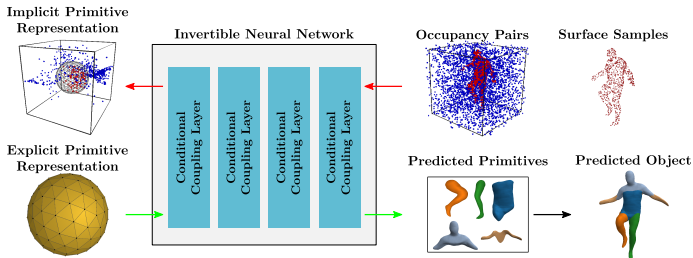 Implicit Primitive
Representation
Invertible Neural Network
Occupancy Pairs
Surface Samples
Conditional
Coupling Layer
Conditional
Coupling Layer
Conditional
Coupling Layer
Conditional
Coupling Layer
Explicit Primitive
Representation
Predicted Primitives
Predicted Object